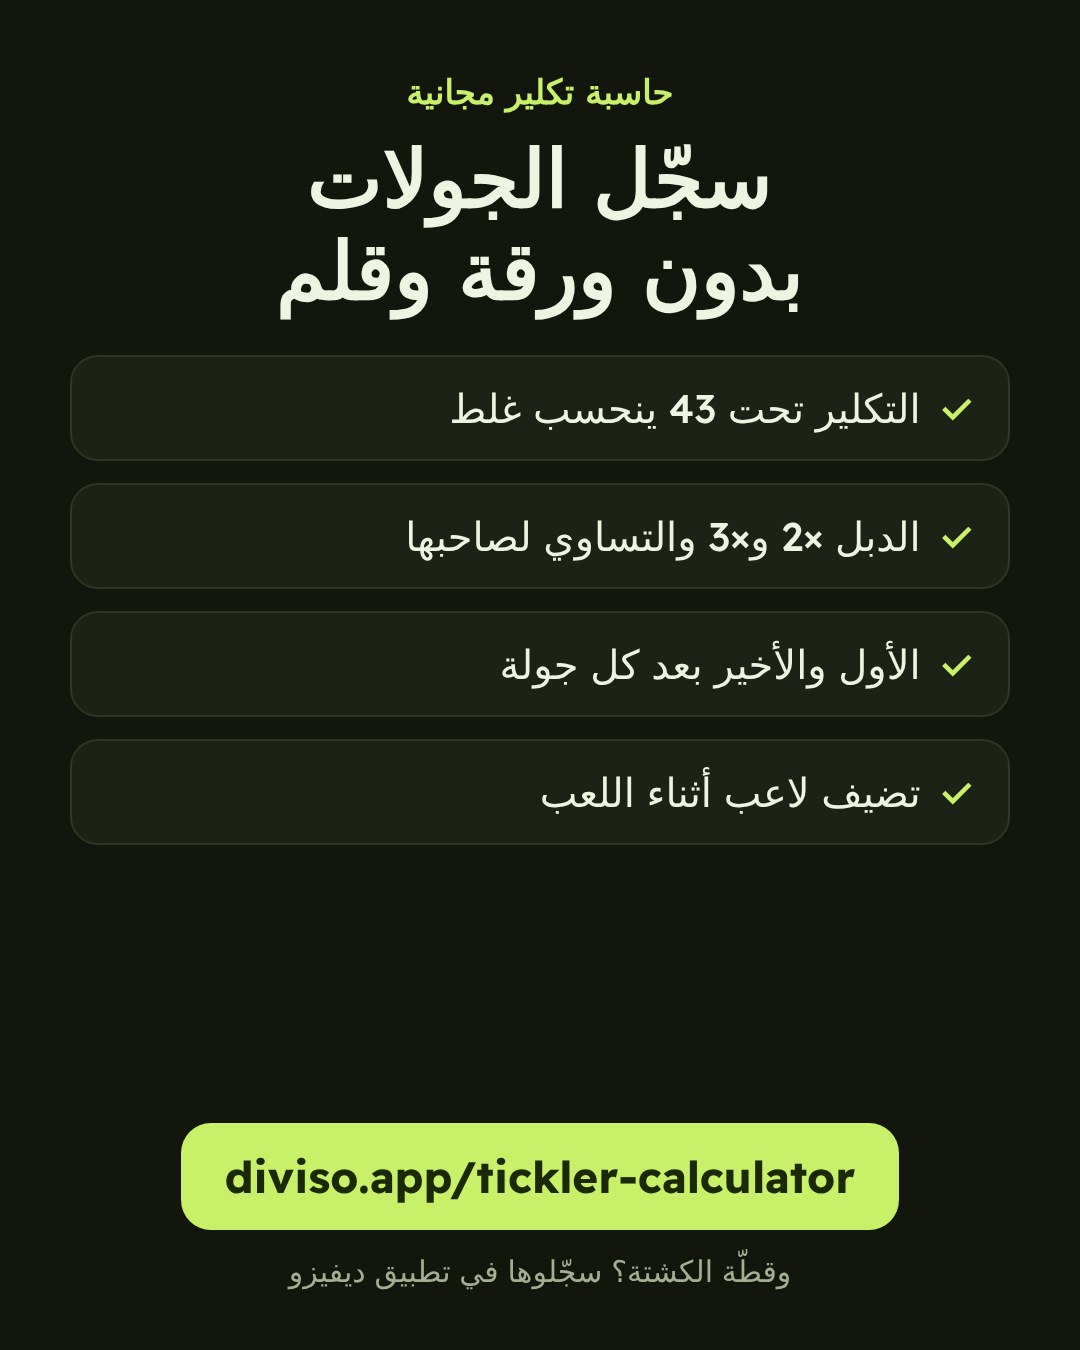 حاسبة تكلير مجانية
سجّل الجولات
بدون ورقة وقلم
التكلير تحت 43 ينحسب غلط
الدبل ×2 و×3 والتساوي لصاحبها
الأول والأخير بعد كل جولة
تضيف لاعب أثناء اللعب
diviso.app/tickler-calculator
وقطّة الكشتة؟ سجّلوها في تطبيق ديفيزو